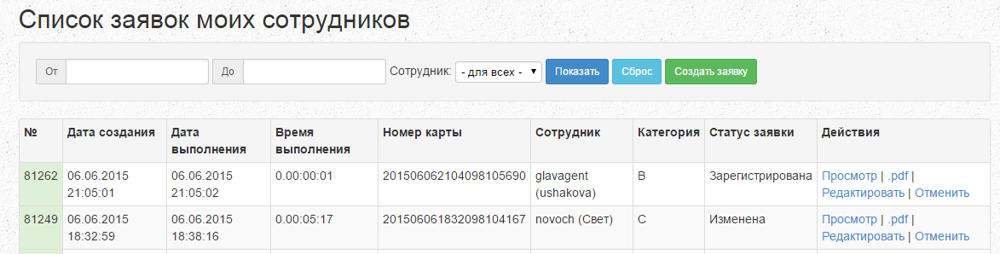 Список заявок моих сотрудников
От До Сотрудник: - для всех - Показать Сброс Создать заявку
№ Дата создания Дата выполнения Время выполнения Номер карты Сотрудник Категория Статус заявки Действия
81262 06.06.2015 21:05:01 06.06.2015 21:05:02 0.00:00:01 201506062104098105690 glavagent (ushakova) B Зарегистрирована Просмотр | .pdf | Редактировать | Отменить
81249 06.06.2015 18:32:59 06.06.2015 18:38:16 0.00:05:17 201506061832098104167 novoch (Свет) C Изменена Просмотр | .pdf | Редактировать | Отменить